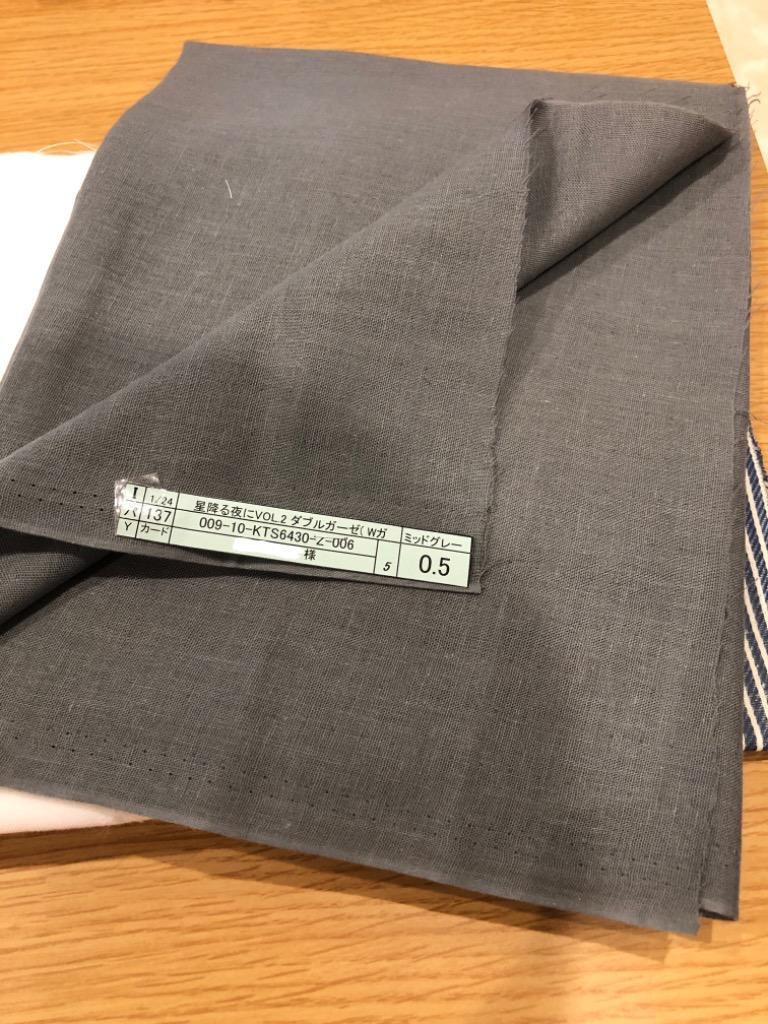 1/24 星降る夜にVOL.2 ダブルガーゼ(Wガ
137 009-10-KTS6430-Z-006 ミッドグレー
Y カード 様 5 0.5